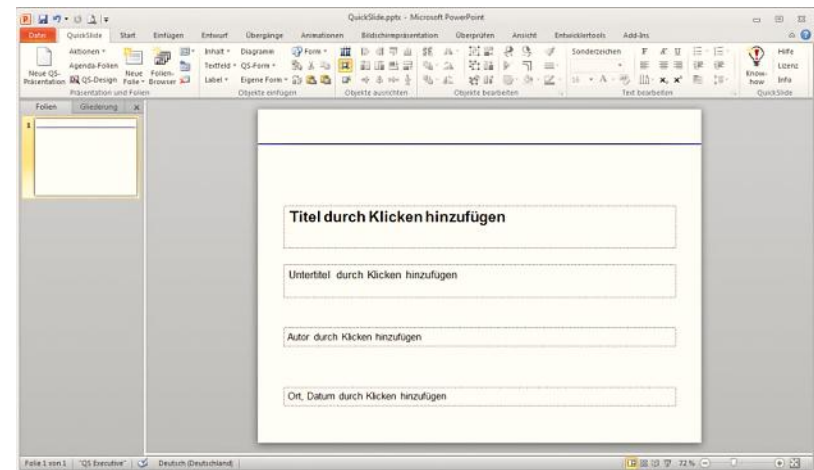 QuickSlide.pptx - Microsoft PowerPoint
Datei QuickSlide Start Einfügen Entwurf Übergänge Animationen Bildschirmpräsentation Überprüfen Ansicht Entwicklertools Add-Ins
Neue QS-Präsentation
Aktionen
Agenda-Folien
QS-Design
Neue Folie
Folien-Browser
Präsentation und Folien
Inhalt Diagramm Form
Textfeld QS-Form
Label Eigene Form
Objekte einfügen
Objekte ausrichten
Objekte bearbeiten
Sonderzeichen F K U
16 A
Text bearbeiten
Know-how
Hilfe
Lizenz
Info
QuickSlide
Folien Gliederung
1
Titel durch Klicken hinzufügen
Untertitel durch Klicken hinzufügen
Autor durch Klicken hinzufügen
Ort, Datum durch Klicken hinzufügen
Folie 1 von 1 "QS Executive" Deutsch (Deutschland) 72 %